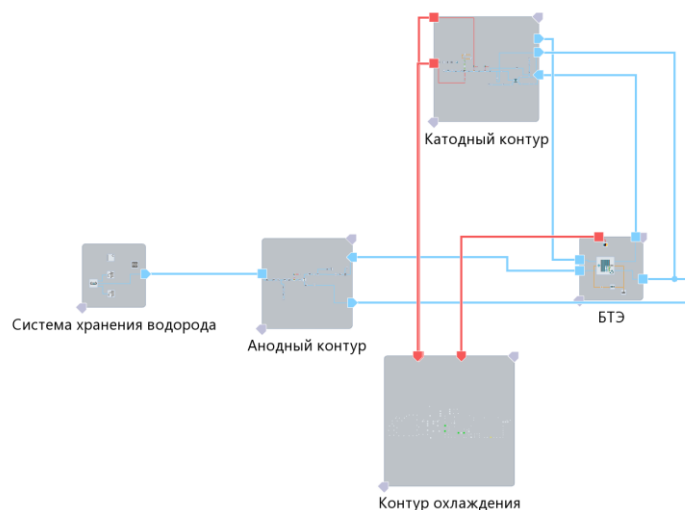 Катодный контур
Система хранения водорода
Анодный контур
БТЭ
Контур охлаждения